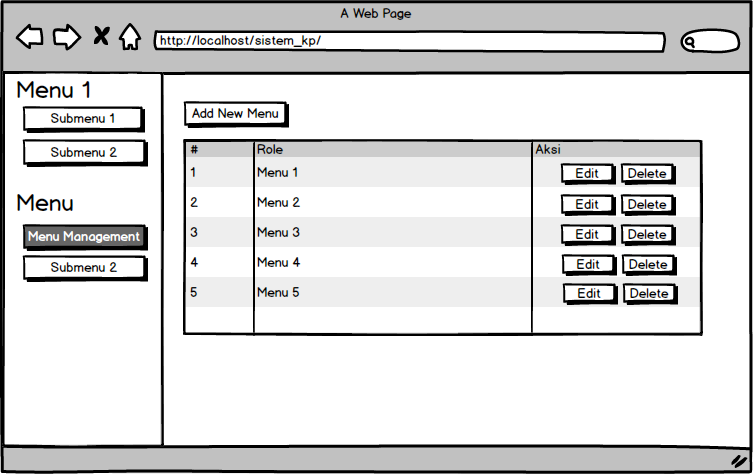 A Web Page
http://localhost/sistem_kp/
Menu 1
Submenu 1
Submenu 2
Menu
Menu Management
Submenu 2
Add New Menu
# Role Aksi
1 Menu 1 Edit Delete
2 Menu 2 Edit Delete
3 Menu 3 Edit Delete
4 Menu 4 Edit Delete
5 Menu 5 Edit Delete